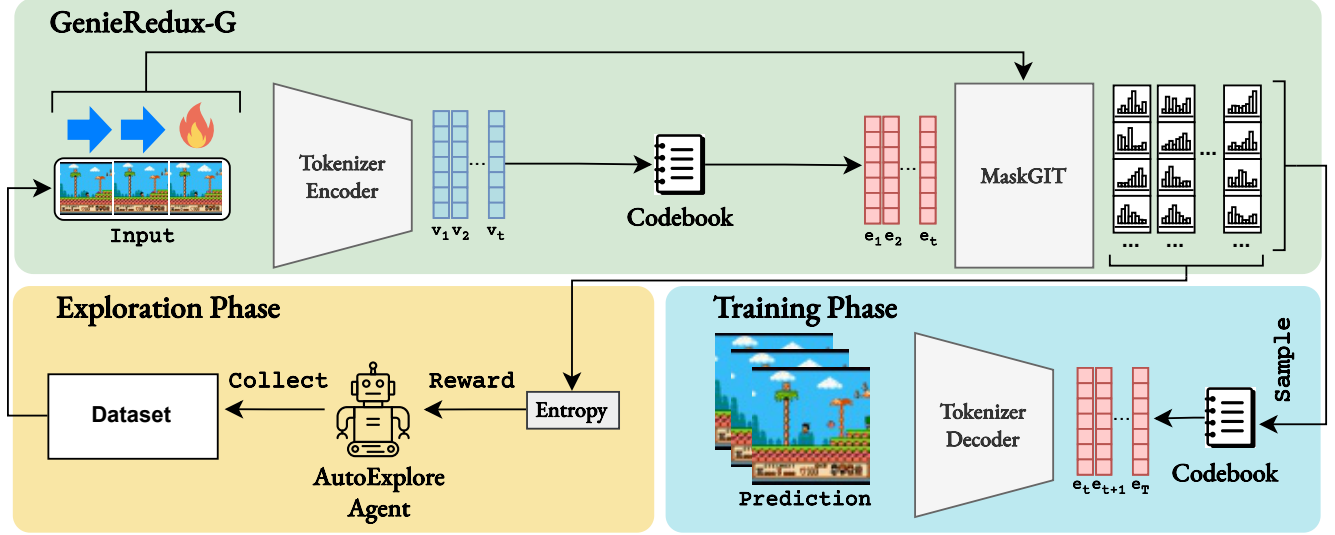 GenieRedux-G
Input
Tokenizer
Encoder
v1 v2 ... vt
Codebook
e1 e2 ... et
MaskGIT
...
... ... ...
Exploration Phase
Dataset
Collect
AutoExplore
Agent
Reward
Entropy
Training Phase
Prediction
Tokenizer
Decoder
...
et et+1 eT
Codebook
Sample